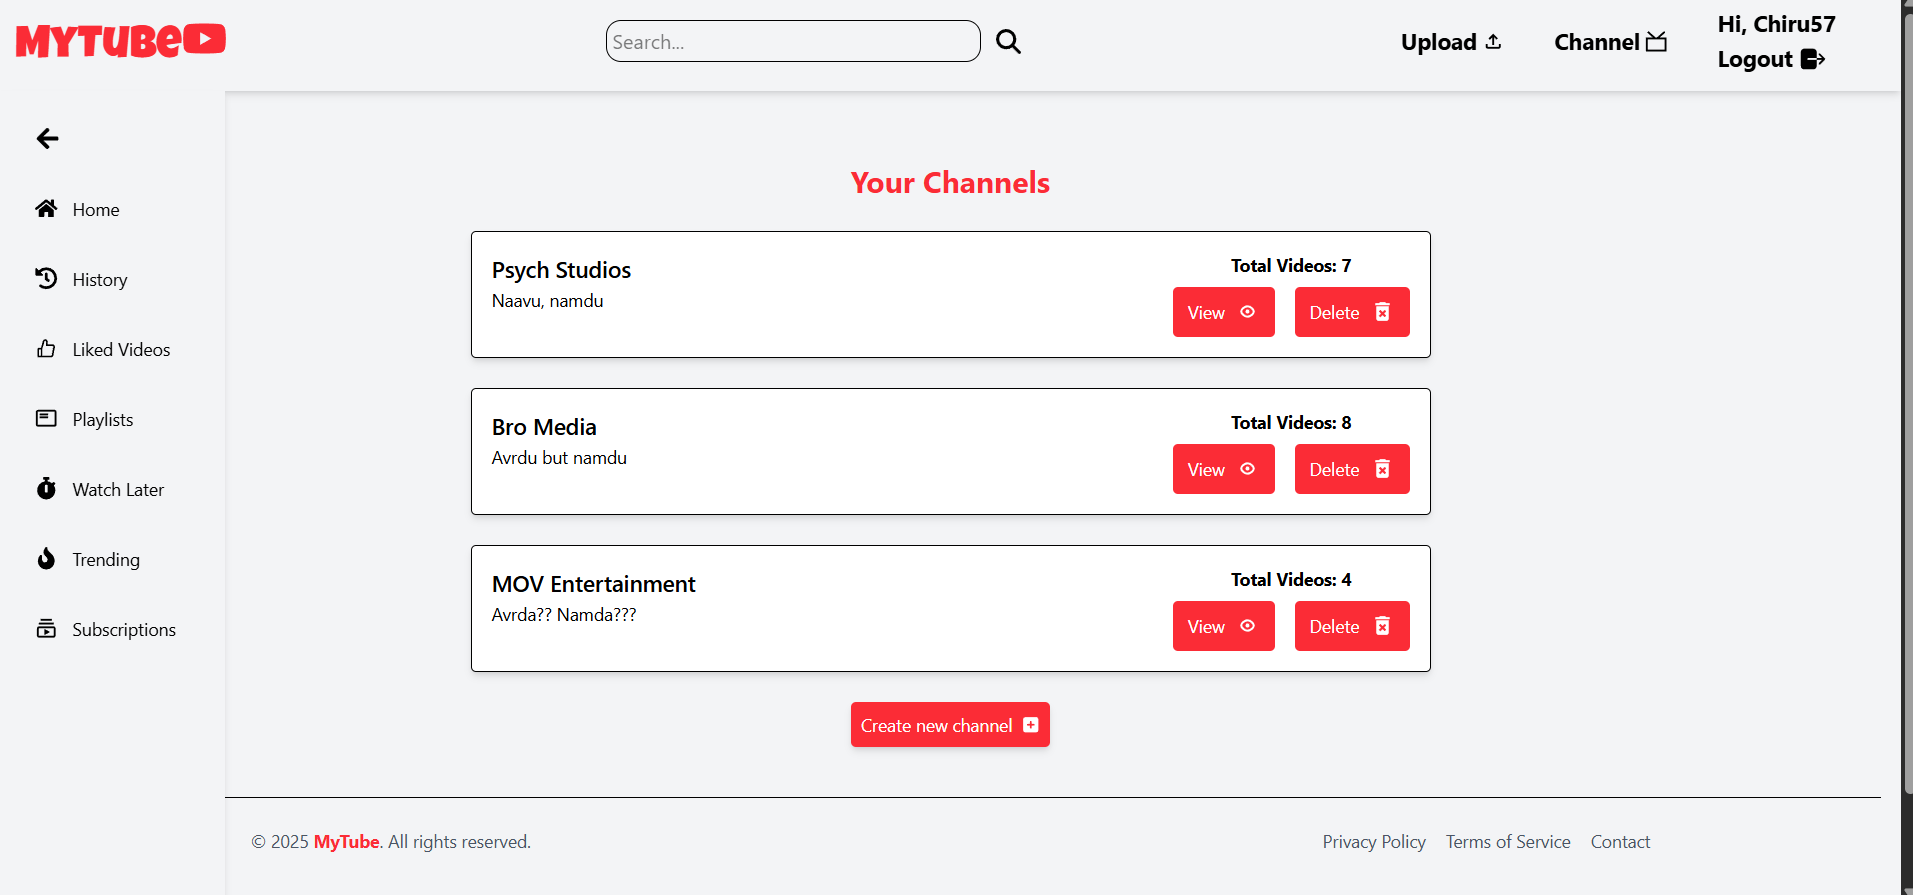 MYTUBE
Search...
Upload
Channel
Hi, Chiru57
Logout
Home
History
Liked Videos
Playlists
Watch Later
Trending
Subscriptions
Your Channels
Psych Studios
Naavu, namdu
Total Videos: 7
View Delete
Bro Media
Avrdu but namdu
Total Videos: 8
View Delete
MOV Entertainment
Avrda?? Namda???
Total Videos: 4
View Delete
Create new channel
© 2025 MyTube. All rights reserved.
Privacy Policy Terms of Service Contact